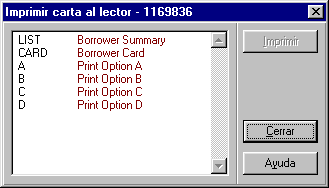 Imprimir carta al lector - 1169836
LIST Borrower Summary
CARD Borrower Card
A Print Option A
B Print Option B
C Print Option C
D Print Option D
Imprimir
Cerrar
Ayuda